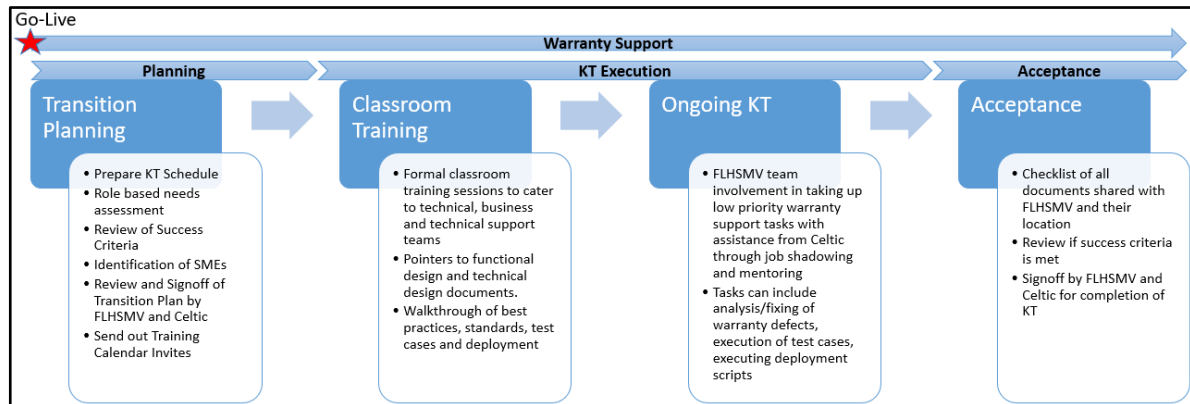 Go-Live
Warranty Support
Planning
KT Execution
Acceptance
Transition
Planning
• Prepare KT Schedule
• Role based needs
assessment
• Review of Success
Criteria
• Identification of SMEs
• Review and Signoff of
Transition Plan by
FLHSMV and Celtic
• Send out Training
Calendar Invites
Classroom
Training
• Formal classroom
training sessions to cater
to technical, business
and technical support
teams
• Pointers to functional
design and technical
design documents.
• Walkthrough of best
practices, standards, test
cases and deployment
Ongoing KT
• FLHSMV team
involvement in taking up
low priority warranty
support tasks with
assistance from Celtic
through job shadowing
and mentoring
• Tasks can include
analysis/fixing of
warranty defects,
execution of test cases,
executing deployment
scripts
Acceptance
• Checklist of all
documents shared with
FLHSMV and their
location
• Review if success criteria
is met
• Signoff by FLHSMV and
Celtic for completion of
KT